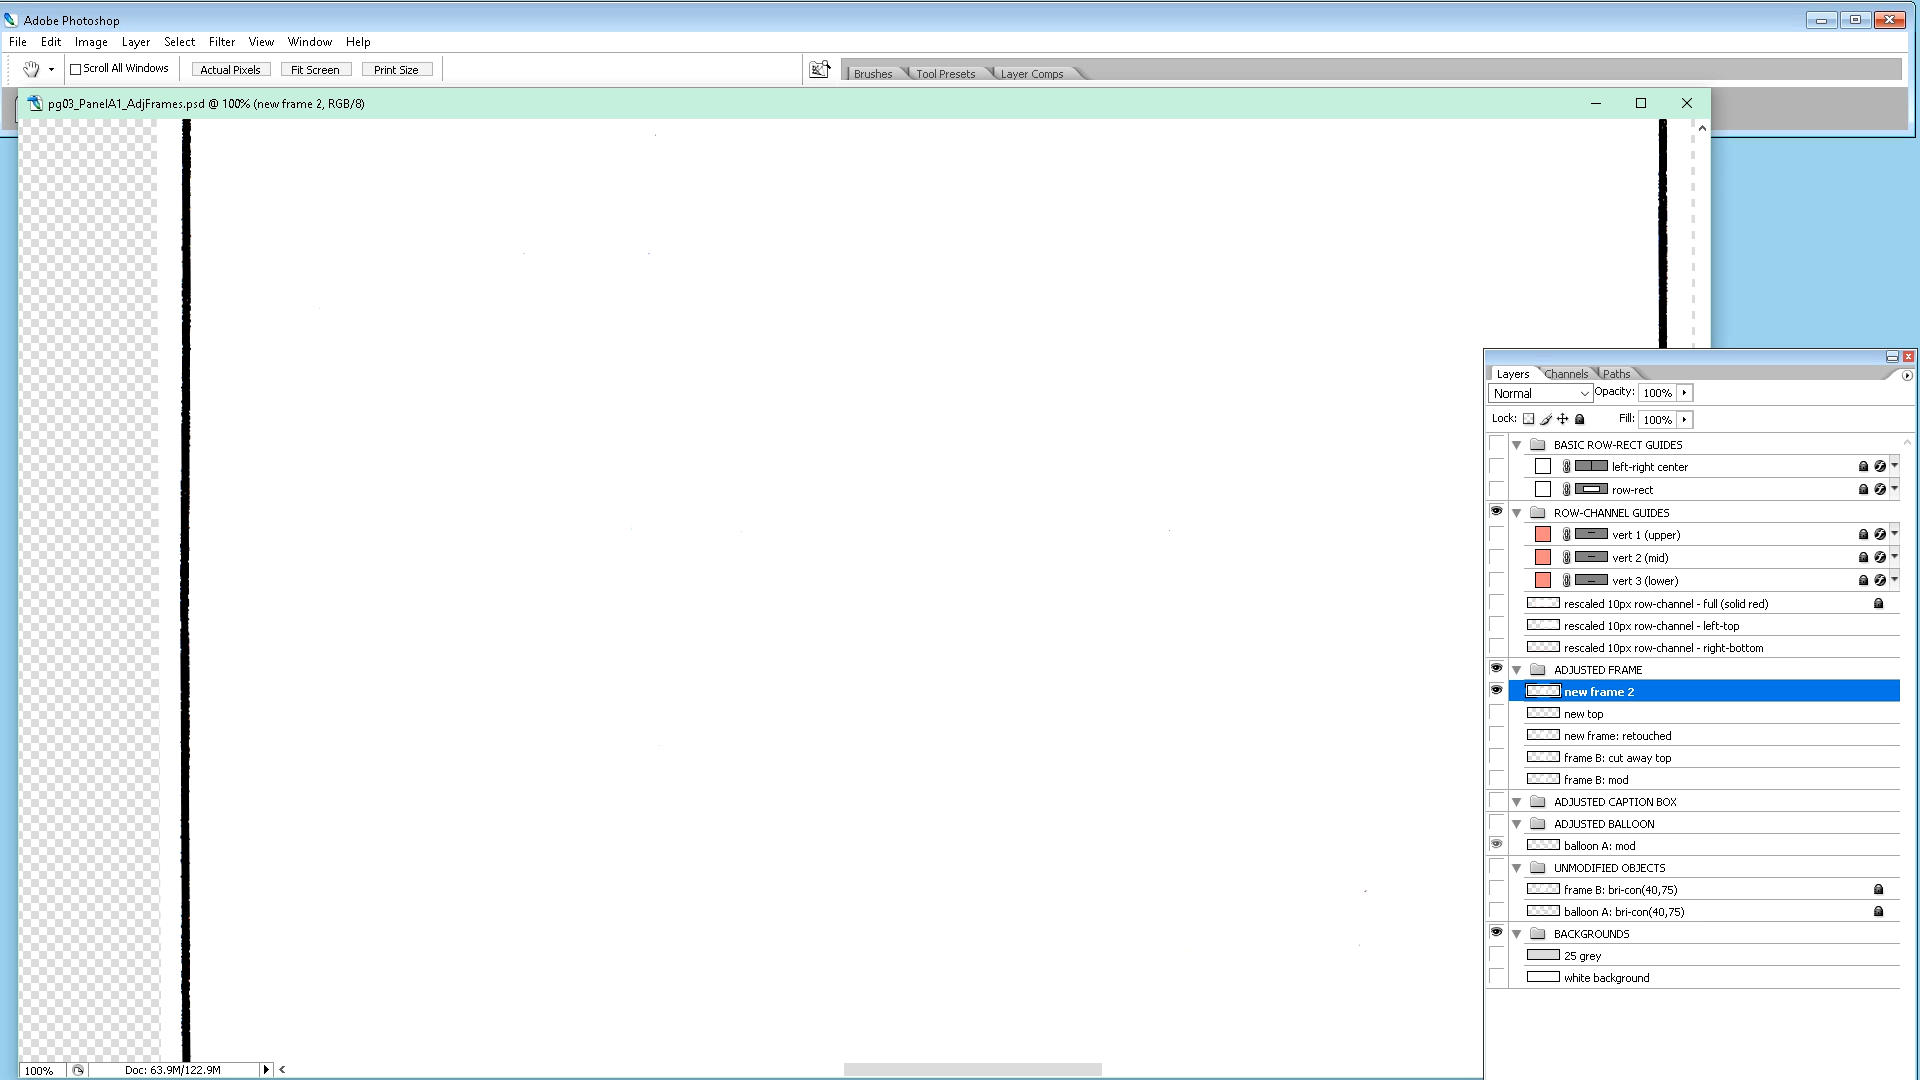 Adobe Photoshop
File Edit Image Layer Select Filter View Window Help
Scroll All Windows Actual Pixels Fit Screen Print Size Brushes Tool Presets Layer Comps
pg03_PanelA1_AdjFrames.psd @ 100% (new frame 2, RGB/8)
Layers Channels Paths
Normal Opacity: 100%
Lock: Fill: 100%
BASIC ROW-RECT GUIDES
left-right center
row-rect
ROW-CHANNEL GUIDES
vert 1 (upper)
vert 2 (mid)
vert 3 (lower)
rescaled 10px row-channel - full (solid red)
rescaled 10px row-channel - left-top
rescaled 10px row-channel - right-bottom
ADJUSTED FRAME
new frame 2
new top
new frame: retouched
frame B: cut away top
frame B: mod
ADJUSTED CAPTION BOX
ADJUSTED BALLOON
balloon A: mod
UNMODIFIED OBJECTS
frame B: bri-con(40,75)
balloon A: bri-con(40,75)
BACKGROUNDS
25 grey
white background
100% Doc: 63.9M/122.9M